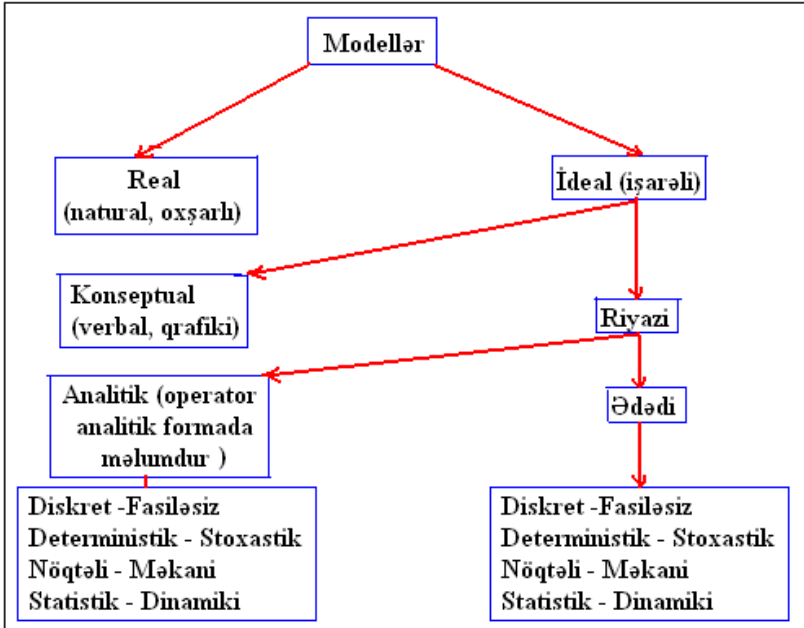 Modellər
Real
(natural, oxşarlı)
İdeal (işarəli)
Konseptual
(verbal, qrafiki)
Riyazi
Analitik (operator
analitik formada
məlumdur )
Ədədi
Diskret -Fasiləsiz
Deterministik - Stoxastik
Nöqtəli - Məkani
Statistik - Dinamiki
Diskret -Fasiləsiz
Deterministik - Stoxastik
Nöqtəli - Məkani
Statistik - Dinamiki